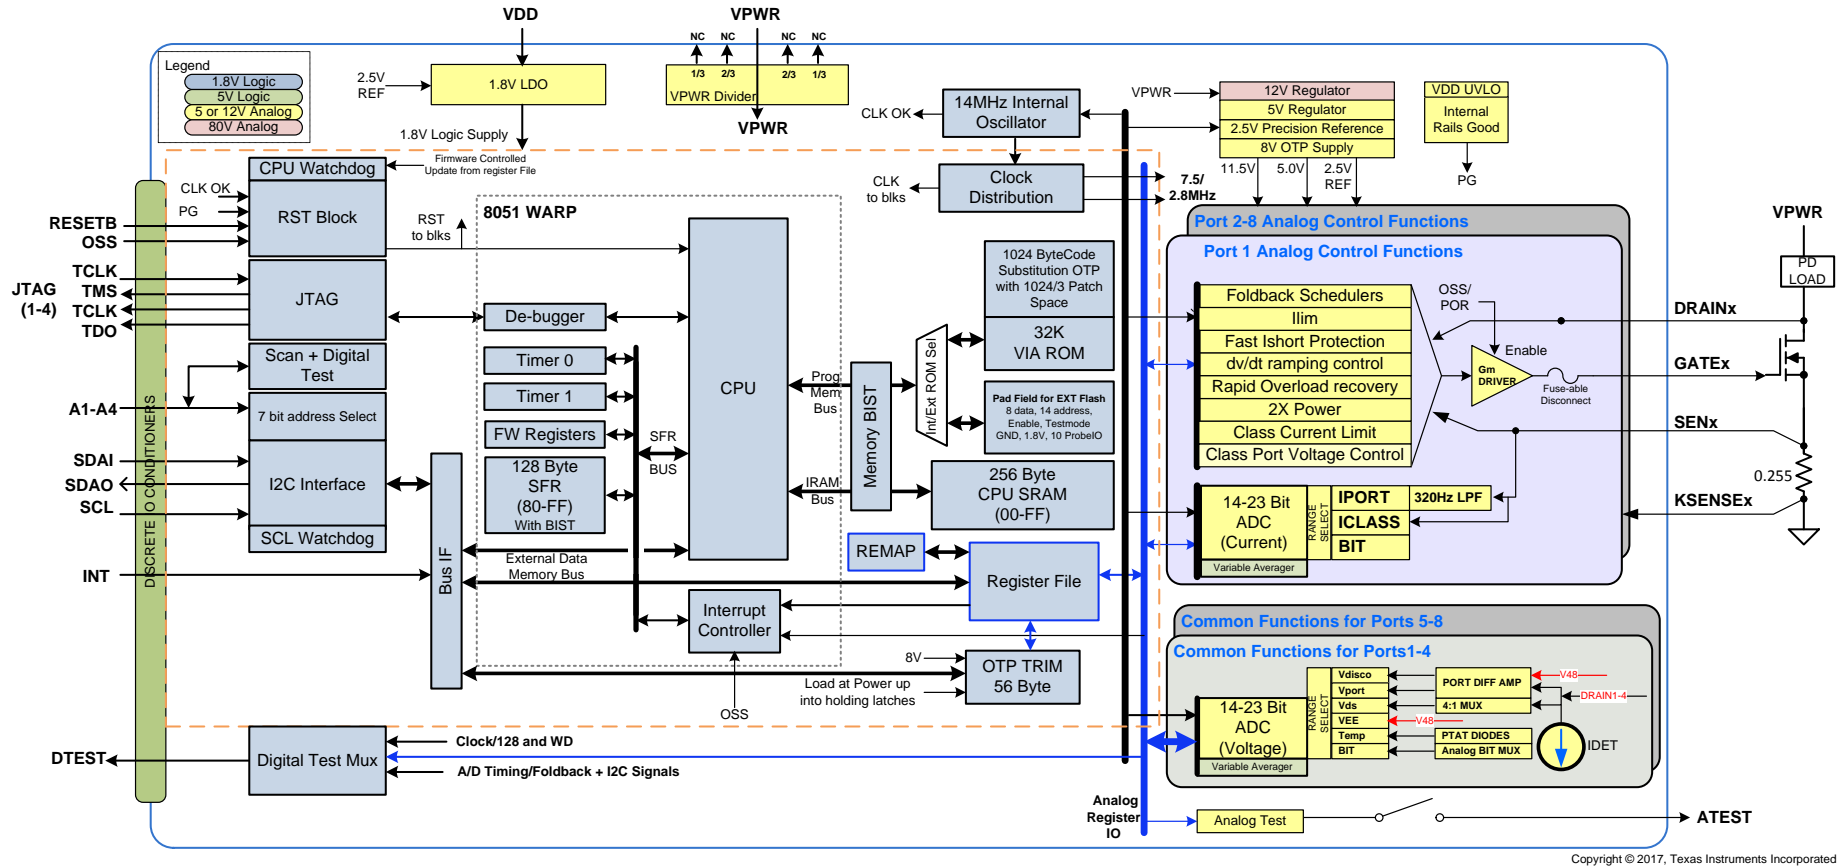 VDD
VPWR
NC
NC
NC
NC
1/3
2/3
2/3
1/3
VPWR Divider
VPWR
Legend
1.8V Logic
5V Logic
5 or 12V Analog
80V Analog
2.5V
REF
1.8V LDO
1.8V Logic Supply
CLK OK
14MHz Internal
Oscillator
VPWR
12V Regulator
5V Regulator
2.5V Precision Reference
8V OTP Supply
VDD UVLO
Internal
Rails Good
PG
11.5V
5.0V
2.5V
REF
CPU Watchdog
Firmware Controlled
Update from register File
CLK OK
PG
RST Block
RESETB
OSS
RST
to blks
8051 WARP
CLK
to blks
Clock
Distribution
7.5/
2.8MHz
JTAG
(1-4)
TCLK
TMS
TCLK
TDO
JTAG
De-bugger
Scan + Digital
Test
Timer 0
Timer 1
FW Registers
128 Byte
SFR
(80-FF)
With BIST
SFR
BUS
CPU
Prog
Mem
Bus
IRAM
Bus
Memory BIST
Int/Ext ROM Sel
1024 ByteCode
Substitution OTP
with 1024/3 Patch
Space
32K
VIA ROM
Pad Field for EXT Flash
8 data, 14 address,
Enable, Testmode
GND, 1.8V, 10 ProbeIO
256 Byte
CPU SRAM
(00-FF)
A1-A4
7 bit address Select
SDAI
SDAO
SCL
I2C Interface
SCL Watchdog
DISCRETE IO CONDITIONERS
INT
Bus IF
External Data
Memory Bus
REMAP
Register File
Interrupt
Controller
OSS
8V
Load at Power up
into holding latches
OTP TRIM
56 Byte
DTEST
Digital Test Mux
Clock/128 and WD
A/D Timing/Foldback + I2C Signals
Port 2-8 Analog Control Functions
Port 1 Analog Control Functions
Foldback Schedulers
Ilim
Fast Ishort Protection
dv/dt ramping control
Rapid Overload recovery
2X Power
Class Current Limit
Class Port Voltage Control
OSS/
POR
Enable
Gm
DRIVER
Fuse-able
Disconnect
14-23 Bit
ADC
(Current)
Variable Averager
RANGE
SELECT
IPORT
320Hz LPF
ICLASS
BIT
VPWR
PD
LOAD
DRAINx
GATEx
SENx
0.255
KSENSEx
Common Functions for Ports 5-8
Common Functions for Ports1-4
14-23 Bit
ADC
(Voltage)
Variable Averager
RANGE
SELECT
Vdisco
Vport
Vds
VEE
Temp
BIT
PORT DIFF AMP
4:1 MUX
PTAT DIODES
Analog BIT MUX
V48
DRAIN1-4
V48
IDET
Analog
Register
IO
Analog Test
ATEST
Copyright © 2017, Texas Instruments Incorporated